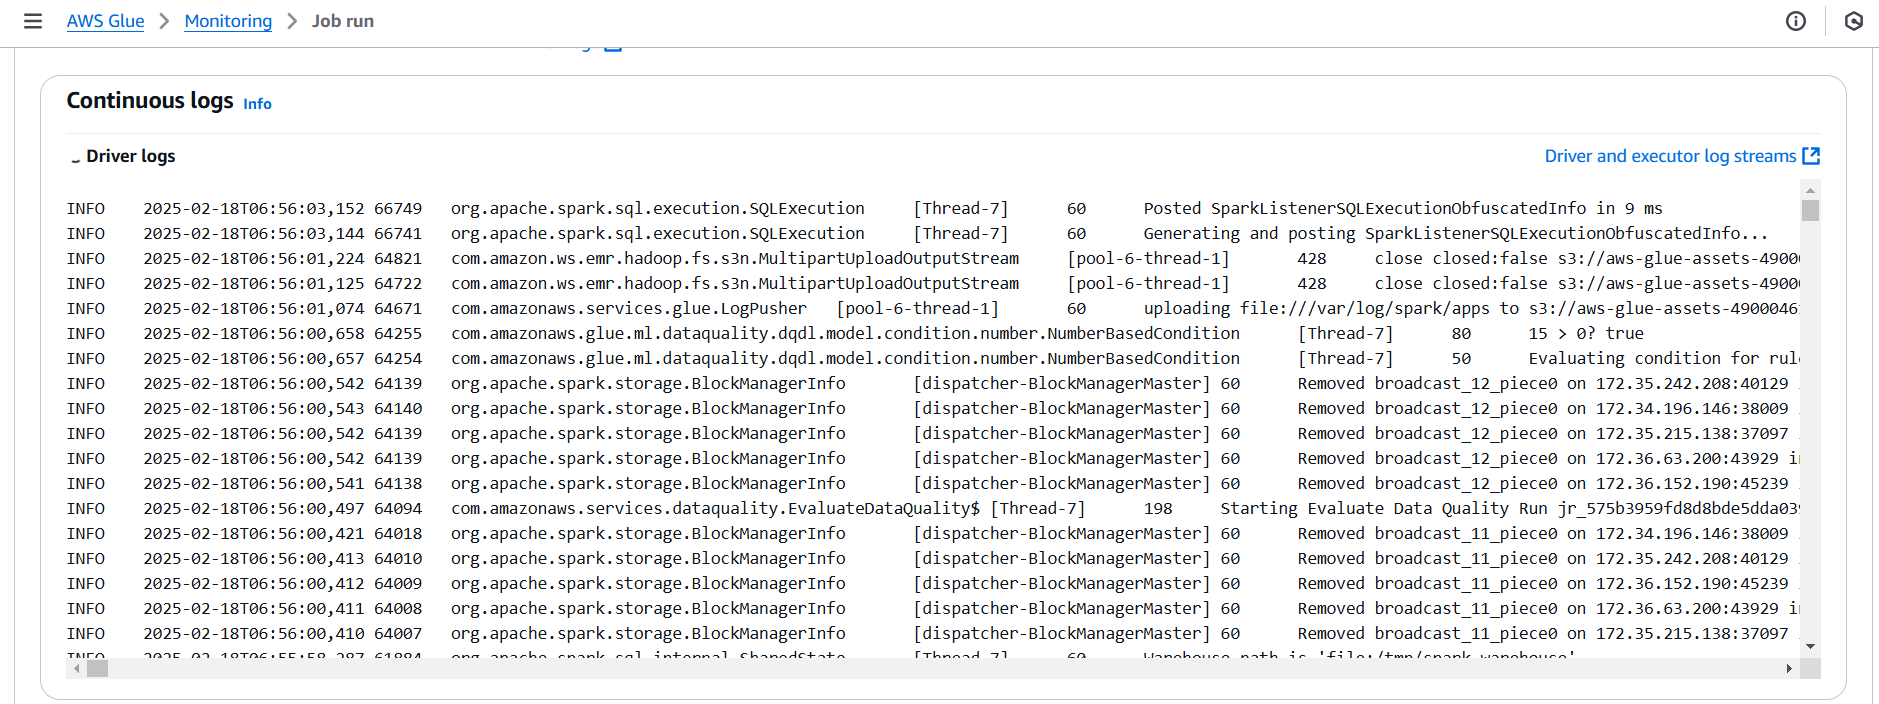 AWS Glue > Monitoring > Job run
Continuous logs Info
Driver logs
Driver and executor log streams
INFO 2025-02-18T06:56:03,152 66749 org.apache.spark.sql.execution.SQLExecution [Thread-7] 60 Posted SparkListenerSQLExecutionObfuscatedInfo in 9 ms
INFO 2025-02-18T06:56:03,144 66741 org.apache.spark.sql.execution.SQLExecution [Thread-7] 60 Generating and posting SparkListenerSQLExecutionObfuscatedInfo...
INFO 2025-02-18T06:56:01,224 64821 com.amazon.ws.emr.hadoop.fs.s3n.MultipartUploadOutputStream [pool-6-thread-1] 428 close closed:false s3://aws-glue-assets-4900
INFO 2025-02-18T06:56:01,125 64722 com.amazon.ws.emr.hadoop.fs.s3n.MultipartUploadOutputStream [pool-6-thread-1] 428 close closed:false s3://aws-glue-assets-4900
INFO 2025-02-18T06:56:01,074 64671 com.amazonaws.services.glue.LogPusher [pool-6-thread-1] 60 uploading file:///var/log/spark/apps to s3://aws-glue-assets-4900046
INFO 2025-02-18T06:56:00,658 64255 com.amazonaws.glue.ml.dataquality.dqdl.model.condition.number.NumberBasedCondition [Thread-7] 80 15 > 0? true
INFO 2025-02-18T06:56:00,657 64254 com.amazonaws.glue.ml.dataquality.dqdl.model.condition.number.NumberBasedCondition [Thread-7] 50 Evaluating condition for rul
INFO 2025-02-18T06:56:00,542 64139 org.apache.spark.storage.BlockManagerInfo [dispatcher-BlockManagerMaster] 60 Removed broadcast_12_piece0 on 172.35.242.208:40129
INFO 2025-02-18T06:56:00,543 64140 org.apache.spark.storage.BlockManagerInfo [dispatcher-BlockManagerMaster] 60 Removed broadcast_12_piece0 on 172.34.196.146:38009
INFO 2025-02-18T06:56:00,542 64139 org.apache.spark.storage.BlockManagerInfo [dispatcher-BlockManagerMaster] 60 Removed broadcast_12_piece0 on 172.35.215.138:37097
INFO 2025-02-18T06:56:00,542 64139 org.apache.spark.storage.BlockManagerInfo [dispatcher-BlockManagerMaster] 60 Removed broadcast_12_piece0 on 172.36.63.200:43929
INFO 2025-02-18T06:56:00,541 64138 org.apache.spark.storage.BlockManagerInfo [dispatcher-BlockManagerMaster] 60 Removed broadcast_12_piece0 on 172.36.152.190:45239
INFO 2025-02-18T06:56:00,497 64094 com.amazonaws.services.dataquality.EvaluateDataQuality$ [Thread-7] 198 Starting Evaluate Data Quality Run jr_575b3959fd8d8bde5dda03
INFO 2025-02-18T06:56:00,421 64018 org.apache.spark.storage.BlockManagerInfo [dispatcher-BlockManagerMaster] 60 Removed broadcast_11_piece0 on 172.34.196.146:38009
INFO 2025-02-18T06:56:00,413 64010 org.apache.spark.storage.BlockManagerInfo [dispatcher-BlockManagerMaster] 60 Removed broadcast_11_piece0 on 172.35.242.208:40129
INFO 2025-02-18T06:56:00,412 64009 org.apache.spark.storage.BlockManagerInfo [dispatcher-BlockManagerMaster] 60 Removed broadcast_11_piece0 on 172.36.152.190:45239
INFO 2025-02-18T06:56:00,411 64008 org.apache.spark.storage.BlockManagerInfo [dispatcher-BlockManagerMaster] 60 Removed broadcast_11_piece0 on 172.36.63.200:43929
INFO 2025-02-18T06:56:00,410 64007 org.apache.spark.storage.BlockManagerInfo [dispatcher-BlockManagerMaster] 60 Removed broadcast_11_piece0 on 172.35.215.138:37097
INFO 2025-02-18T06:55:58,287 61884 org.apache.spark.sql.internal.SharedState [Thread-7] 60 Warehouse path is 'file:/tmp/spark-warehouse'